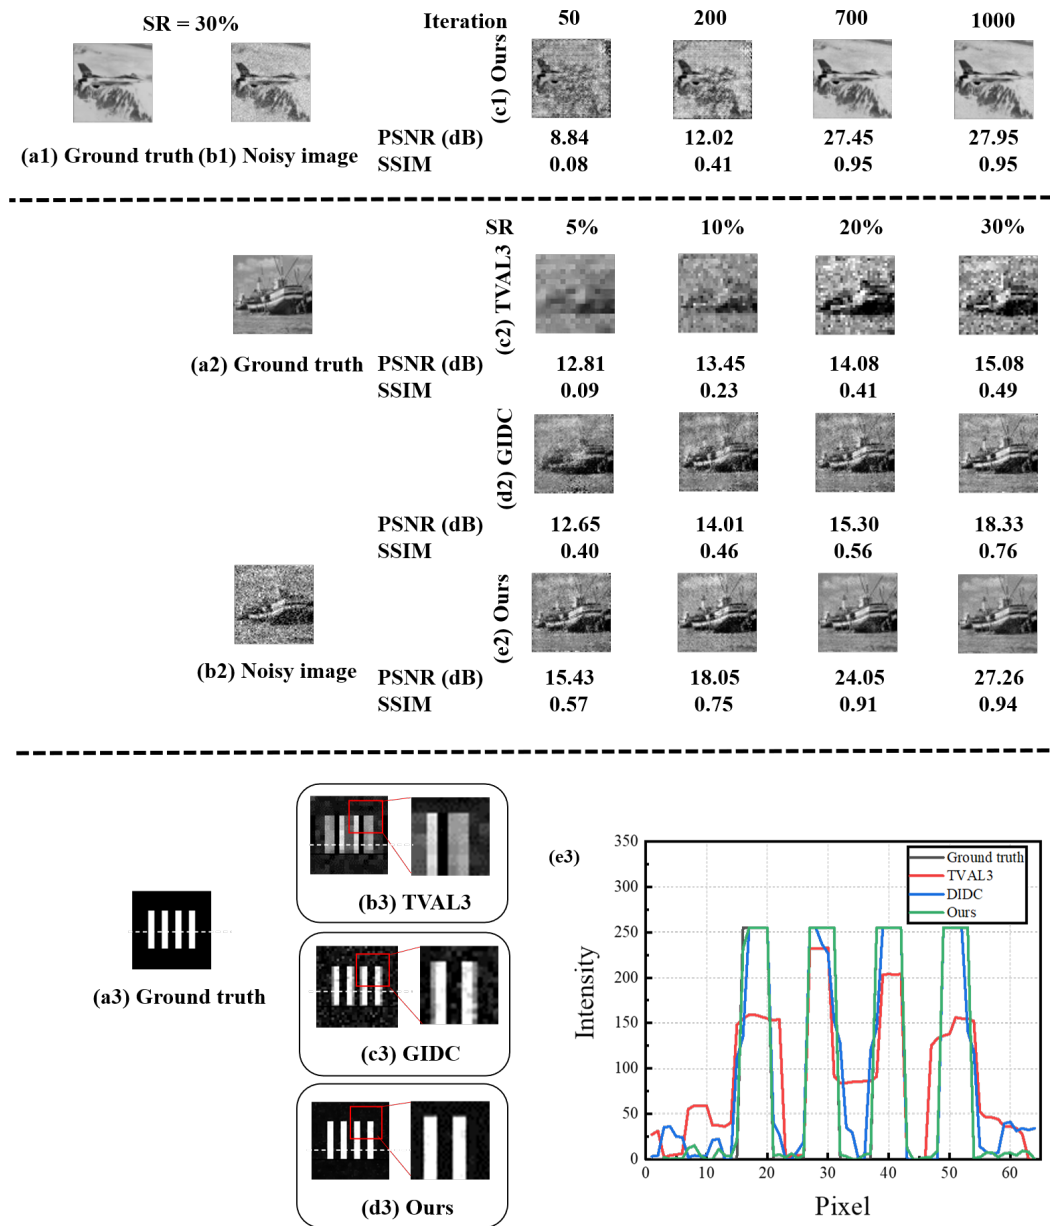 SR = 30%
Iteration 50 200 700 1000
(c1) Ours
(a1) Ground truth (b1) Noisy image
PSNR (dB) 8.84 12.02 27.45 27.95
SSIM 0.08 0.41 0.95 0.95
SR 5% 10% 20% 30%
(c2) TVAL3
(a2) Ground truth
PSNR (dB) 12.81 13.45 14.08 15.08
SSIM 0.09 0.23 0.41 0.49
(d2) GIDC
PSNR (dB) 12.65 14.01 15.30 18.33
SSIM 0.40 0.46 0.56 0.76
(e2) Ours
(b2) Noisy image
PSNR (dB) 15.43 18.05 24.05 27.26
SSIM 0.57 0.75 0.91 0.94
(a3) Ground truth
(b3) TVAL3
(c3) GIDC
(d3) Ours
(e3)
Ground truth
TVAL3
DIDC
Ours
350
300
250
200
150
100
50
0
Intensity
0 10 20 30 40 50 60
Pixel